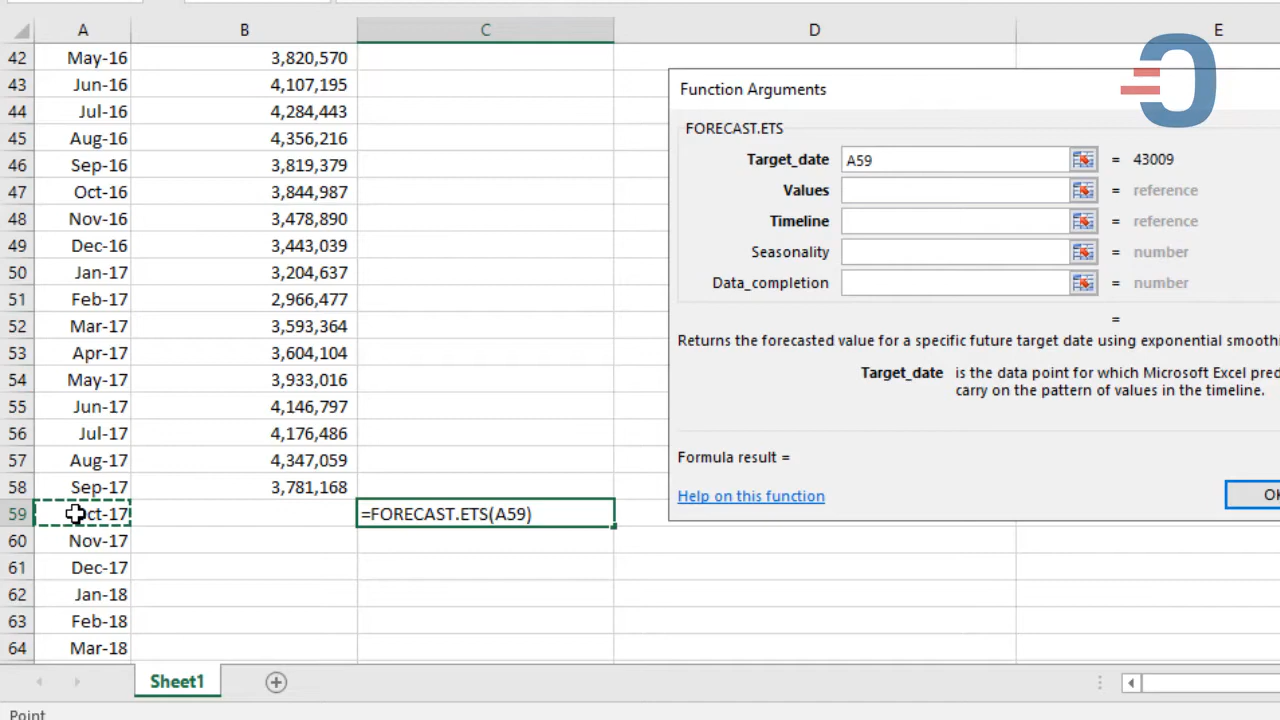 A B C D E
42 May-16 3,820,570
43 Jun-16 4,107,195
44 Jul-16 4,284,443
45 Aug-16 4,356,216
46 Sep-16 3,819,379
47 Oct-16 3,844,987
48 Nov-16 3,478,890
49 Dec-16 3,443,039
50 Jan-17 3,204,637
51 Feb-17 2,966,477
52 Mar-17 3,593,364
53 Apr-17 3,604,104
54 May-17 3,933,016
55 Jun-17 4,146,797
56 Jul-17 4,176,486
57 Aug-17 4,347,059
58 Sep-17 3,781,168
59 ct-17 =FORECAST.ETS(A59)
60 Nov-17
61 Dec-17
62 Jan-18
63 Feb-18
64 Mar-18
Function Arguments
FORECAST.ETS
Target_date A59 = 43009
Values = reference
Timeline = reference
Seasonality = number
Data_completion = number
=
Returns the forecasted value for a specific future target date using exponential smoothi
Target_date is the data point for which Microsoft Excel pred
carry on the pattern of values in the timeline.
Formula result =
Help on this function
OK
Sheet1
Point